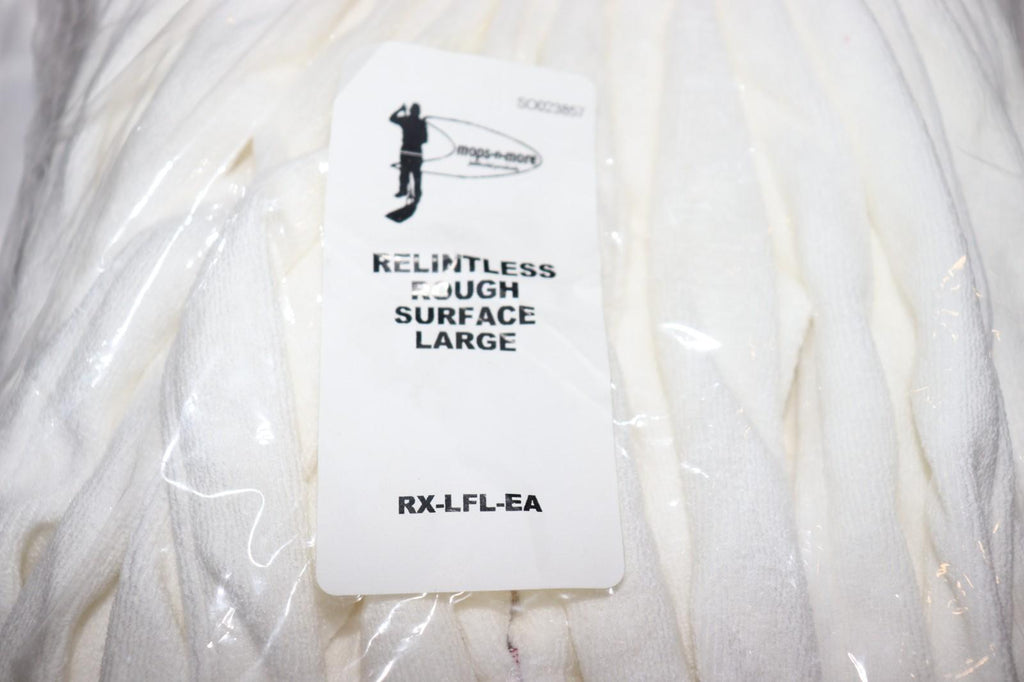 SO023857
mops-n-more
RELINTLESS
ROUGH
SURFACE
LARGE
RX-LFL-EA